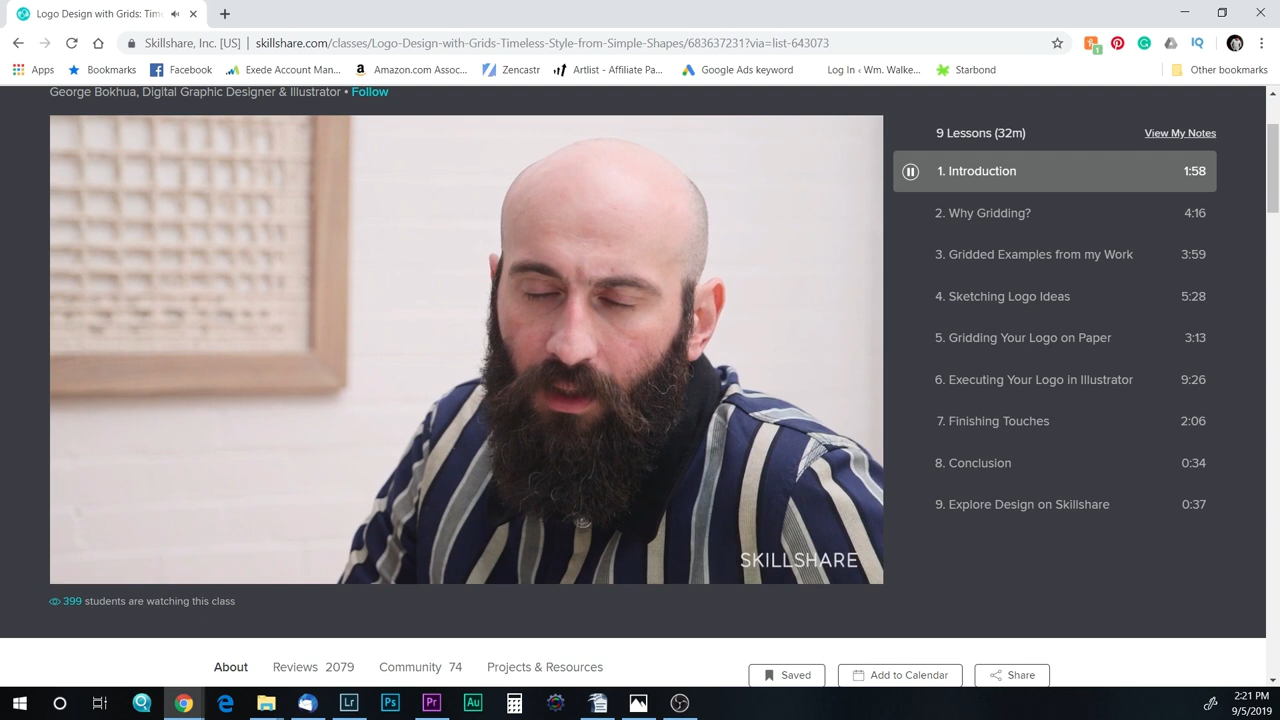 Logo Design with Grids: Tim
Skillshare, Inc. [US] | skillshare.com/classes/Logo-Design-with-Grids-Timeless-Style-from-Simple-Shapes/683637231?via=list-643073
1
Apps Bookmarks Facebook Exede Account Man... Amazon.com Assoc... Zencastr Artlist - Affiliate Pa... Google Ads keyword Log In ‹ Wm. Walke... Starbond Other bookmarks
George Bokhua, Digital Graphic Designer & Illustrator • Follow
9 Lessons (32m) View My Notes
1. Introduction 1:58
2. Why Gridding? 4:16
3. Gridded Examples from my Work 3:59
4. Sketching Logo Ideas 5:28
5. Gridding Your Logo on Paper 3:13
6. Executing Your Logo in Illustrator 9:26
7. Finishing Touches 2:06
8. Conclusion 0:34
9. Explore Design on Skillshare 0:37
SKILLSHARE
399 students are watching this class
About Reviews 2079 Community 74 Projects & Resources Saved Add to Calendar Share
Lr Ps Pr Au
2:21 PM
9/5/2019